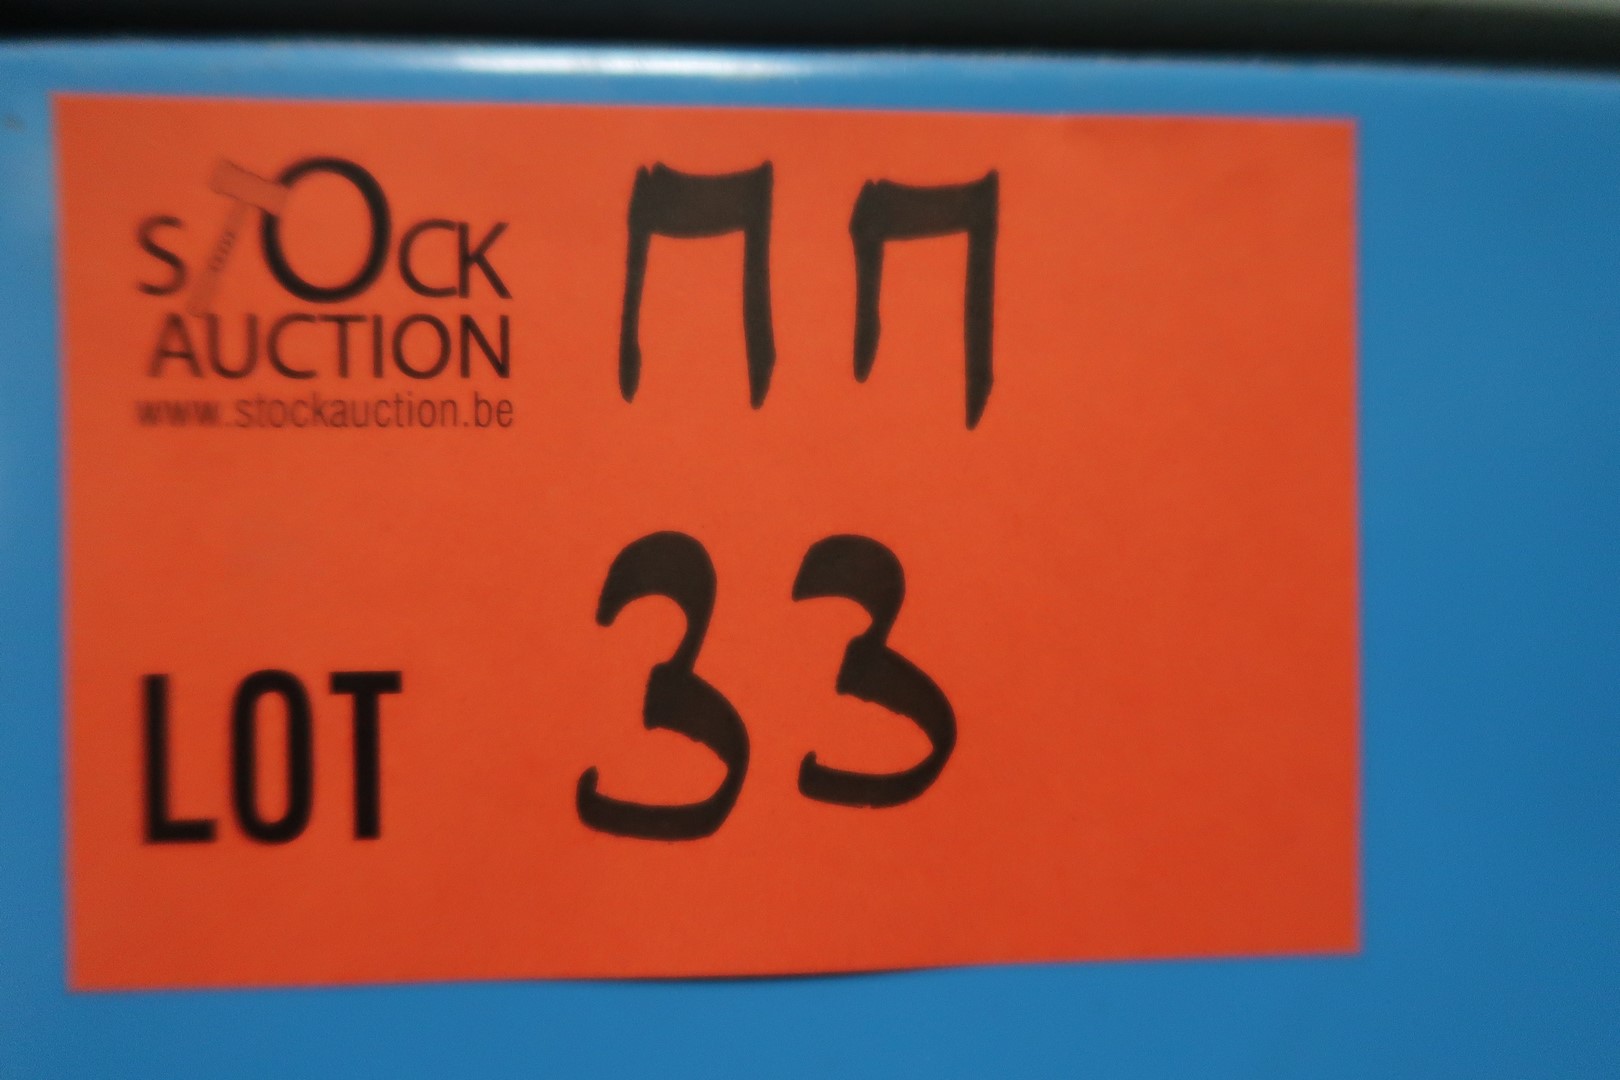 STOCK
AUCTION
www.stockauction.be
ПП
LOT 33